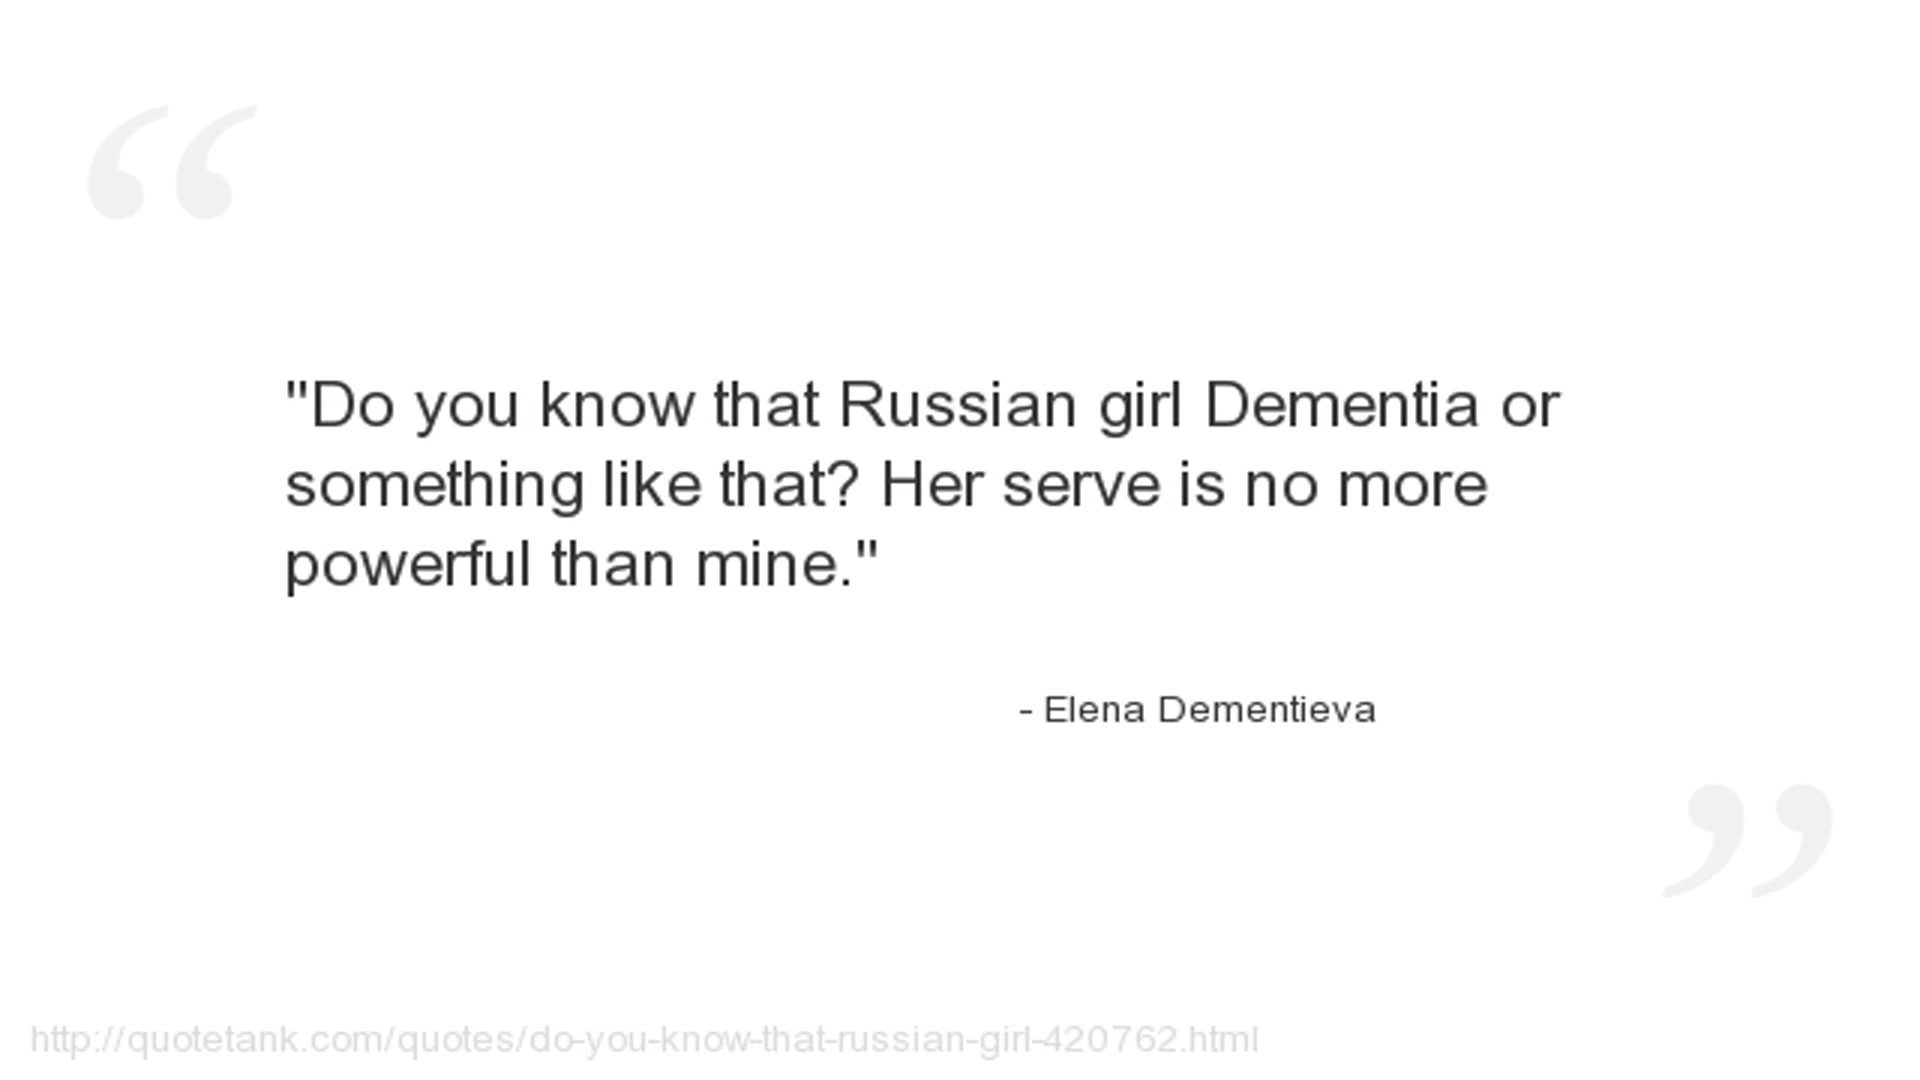 “
"Do you know that Russian girl Dementia or
something like that? Her serve is no more
powerful than mine."
- Elena Dementieva
”
http://quotetank.com/quotes/do-you-know-that-russian-girl-420762.html